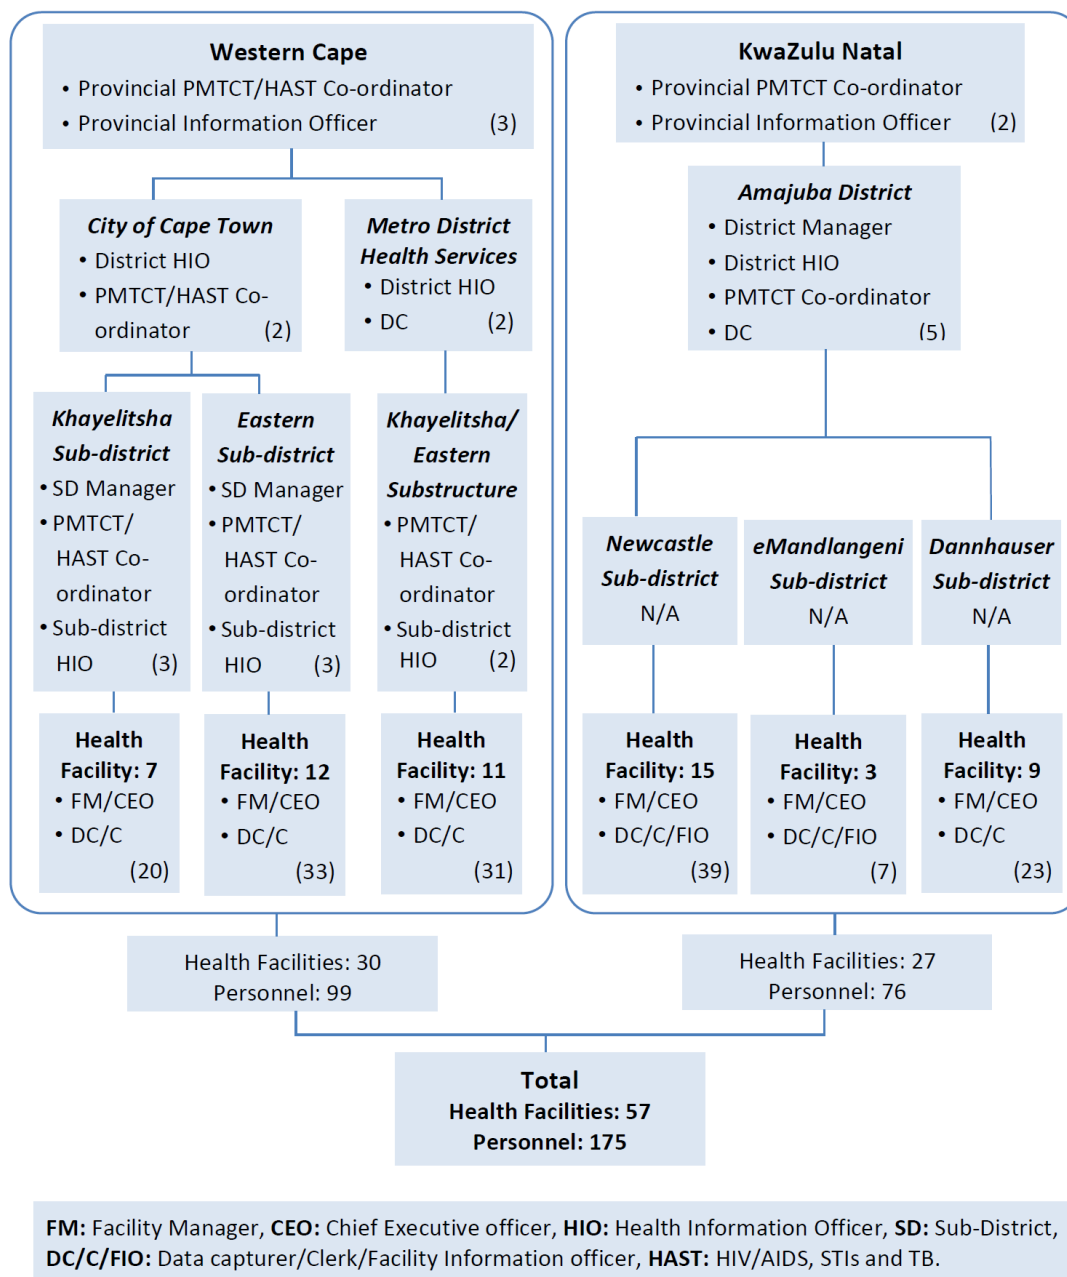 Western Cape
• Provincial PMTCT/HAST Co-ordinator
• Provincial Information Officer (3)
City of Cape Town
• District HIO
• PMTCT/HAST Co-
ordinator (2)
Metro District
Health Services
• District HIO
• DC (2)
Khayelitsha
Sub-district
• SD Manager
• PMTCT/
HAST Co-
ordinator
• Sub-district
HIO (3)
Eastern
Sub-district
• SD Manager
• PMTCT/
HAST Co-
ordinator
• Sub-district
HIO (3)
Khayelitsha/
Eastern
Substructure
• PMTCT/
HAST Co-
ordinator
• Sub-district
HIO (2)
Health
Facility: 7
• FM/CEO
• DC/C
(20)
Health
Facility: 12
• FM/CEO
• DC/C
(33)
Health
Facility: 11
• FM/CEO
• DC/C
(31)
KwaZulu Natal
• Provincial PMTCT Co-ordinator
• Provincial Information Officer (2)
Amajuba District
• District Manager
• District HIO
• PMTCT Co-ordinator
• DC (5)
Newcastle
Sub-district
N/A
eMandlangeni
Sub-district
N/A
Dannhauser
Sub-district
N/A
Health
Facility: 15
• FM/CEO
• DC/C/FIO
(39)
Health
Facility: 3
• FM/CEO
• DC/C/FIO
(7)
Health
Facility: 9
• FM/CEO
• DC/C
(23)
Health Facilities: 30
Personnel: 99
Health Facilities: 27
Personnel: 76
Total
Health Facilities: 57
Personnel: 175
FM: Facility Manager, CEO: Chief Executive officer, HIO: Health Information Officer, SD: Sub-District,
DC/C/FIO: Data capturer/Clerk/Facility Information officer, HAST: HIV/AIDS, STIs and TB.